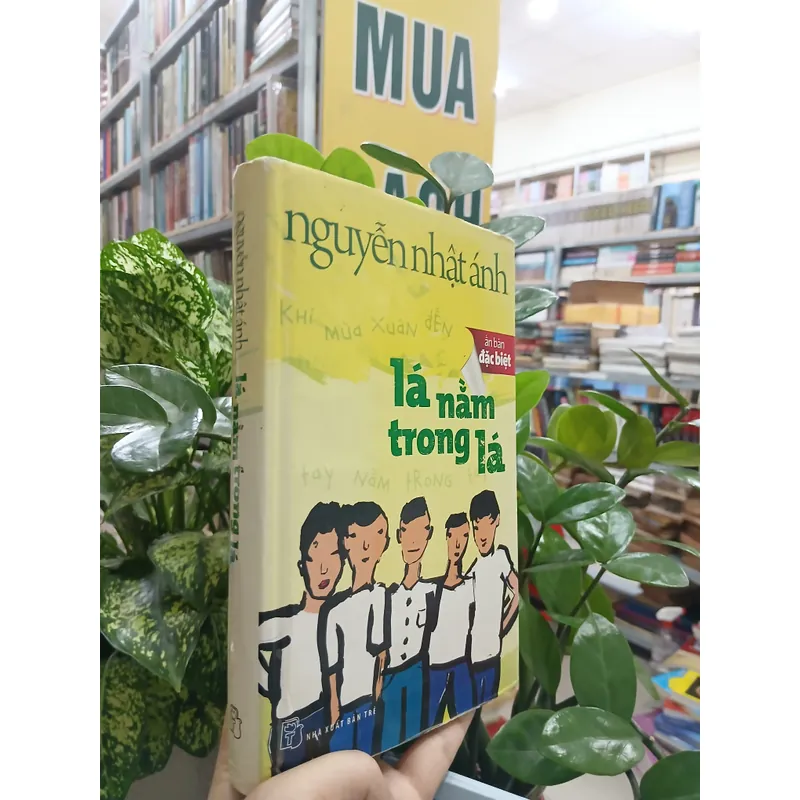 MUA
SÁCH
nguyễn nhật ánh
KHI MÙA XUÂN ĐẾN
ấn bản
đặc biệt
lá nằm
trong lá
tay nằm trong
NHÀ XUẤT BẢN TRẺ
nguyễn nhật ánh lá nằm trong lá